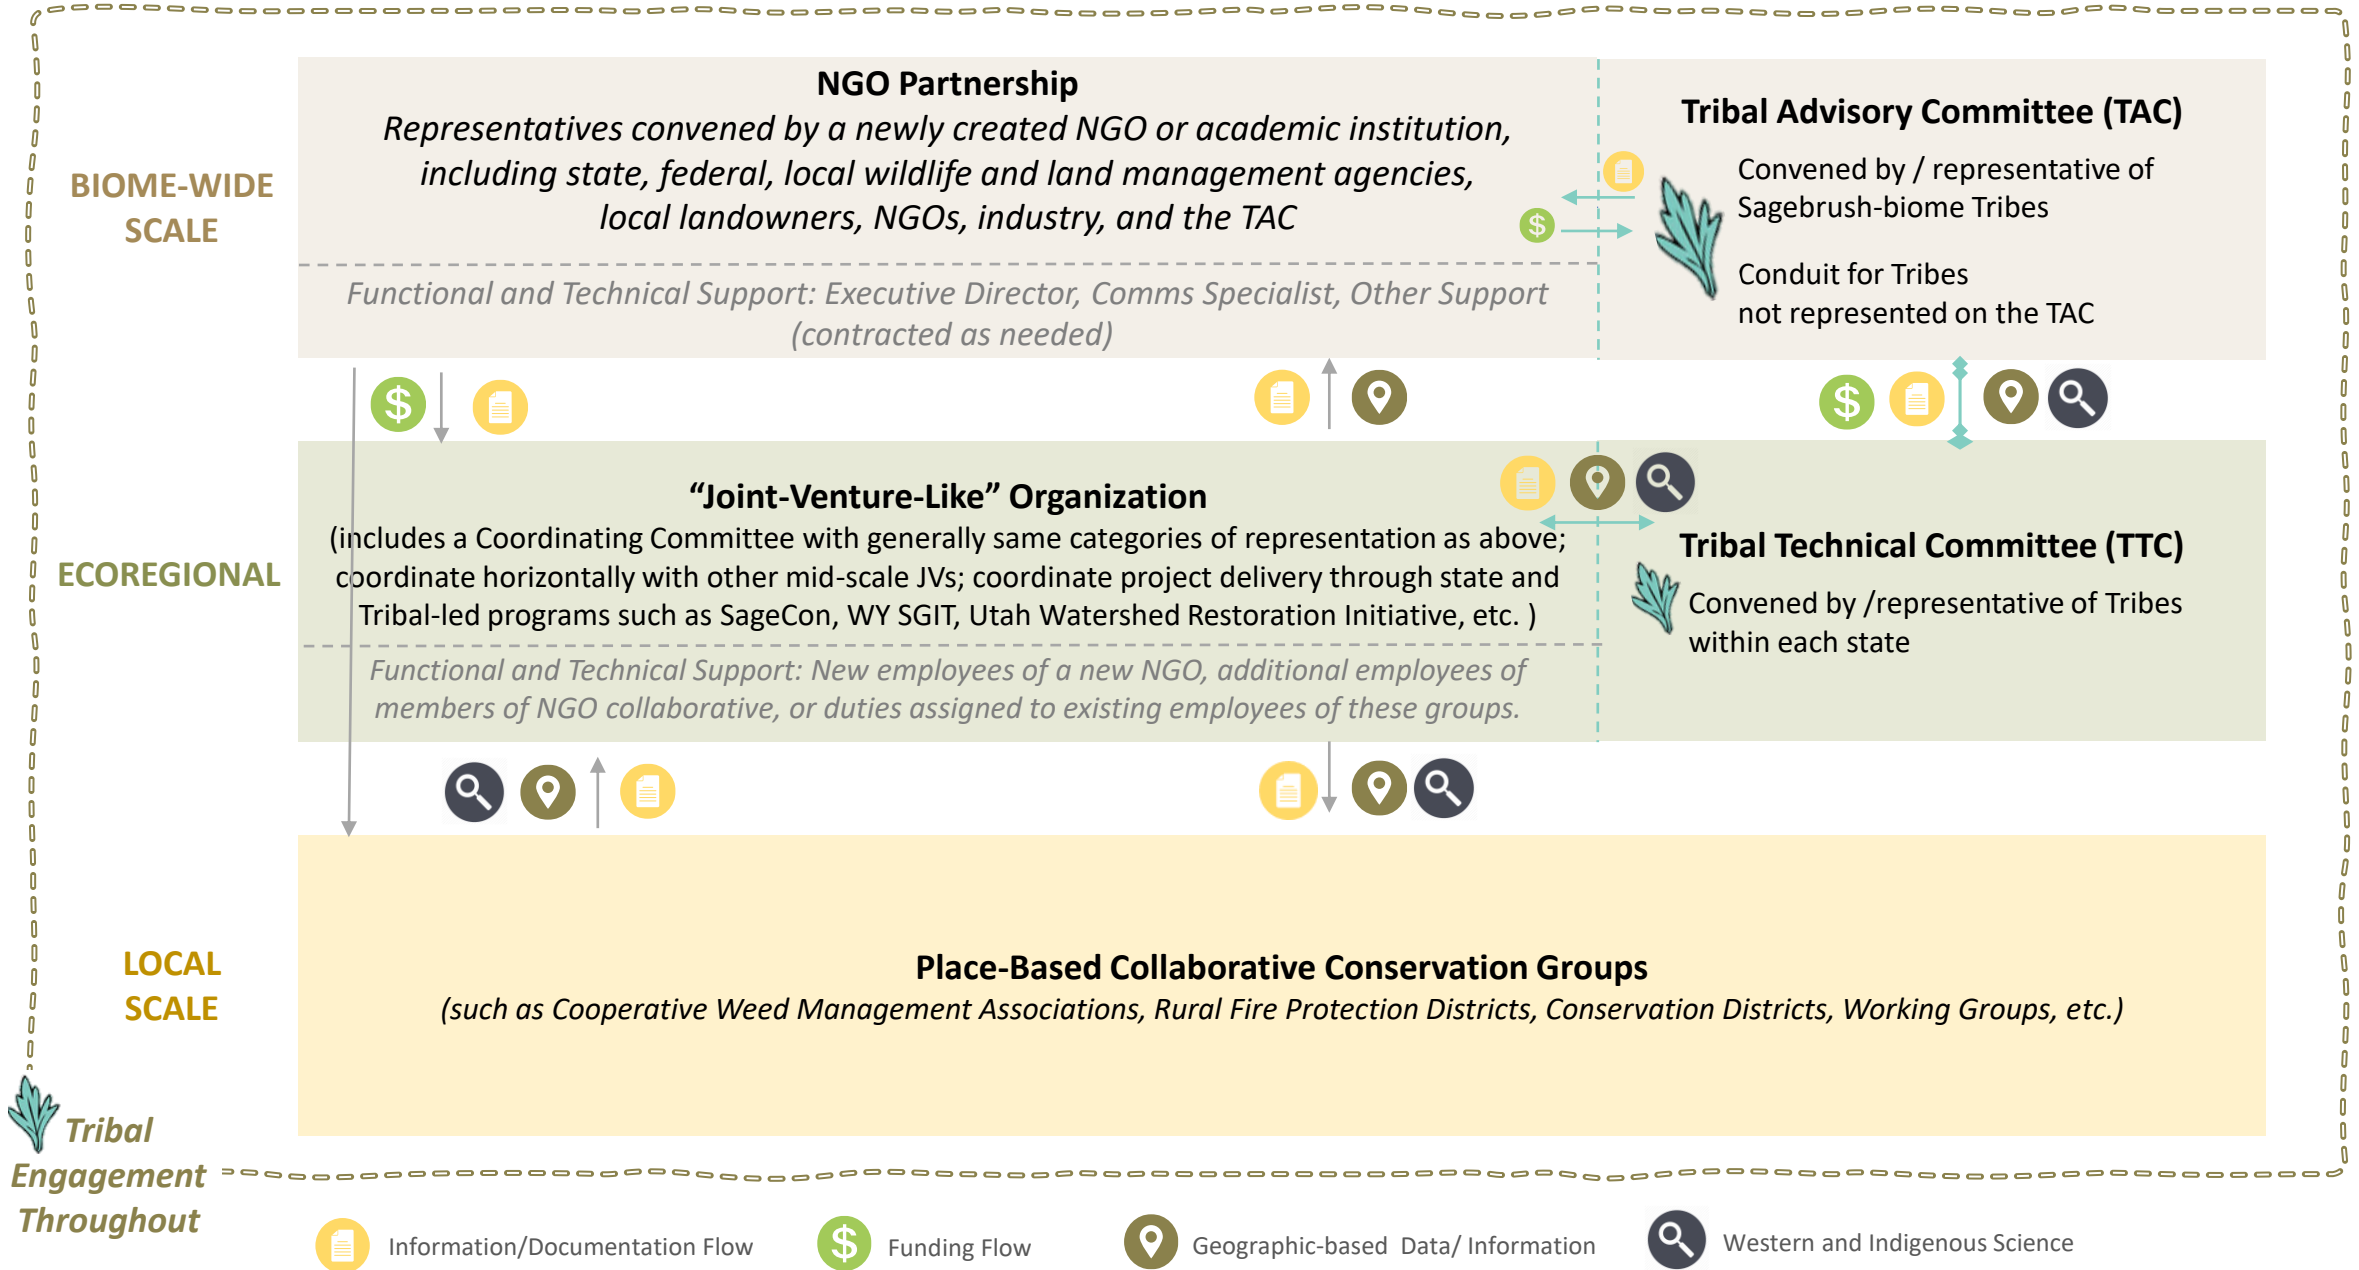 NGO Partnership
Representatives convened by a newly created NGO or academic institution,
including state, federal, local wildlife and land management agencies,
local landowners, NGOs, industry, and the TAC
Functional and Technical Support: Executive Director, Comms Specialist, Other Support
(contracted as needed)
Tribal Advisory Committee (TAC)
Convened by / representative of
Sagebrush-biome Tribes
Conduit for Tribes
not represented on the TAC
BIOME-WIDE
SCALE
$
$
$
ECOREGIONAL
“Joint-Venture-Like” Organization
(includes a Coordinating Committee with generally same categories of representation as above;
coordinate horizontally with other mid-scale JVs; coordinate project delivery through state and
Tribal-led programs such as SageCon, WY SGIT, Utah Watershed Restoration Initiative, etc. )
Functional and Technical Support: New employees of a new NGO, additional employees of
members of NGO collaborative, or duties assigned to existing employees of these groups.
Tribal Technical Committee (TTC)
Convened by /representative of Tribes
within each state
LOCAL
SCALE
Place-Based Collaborative Conservation Groups
(such as Cooperative Weed Management Associations, Rural Fire Protection Districts, Conservation Districts, Working Groups, etc.)
Tribal
Engagement
Throughout
Information/Documentation Flow
$
Funding Flow
Geographic-based Data/ Information
Western and Indigenous Science